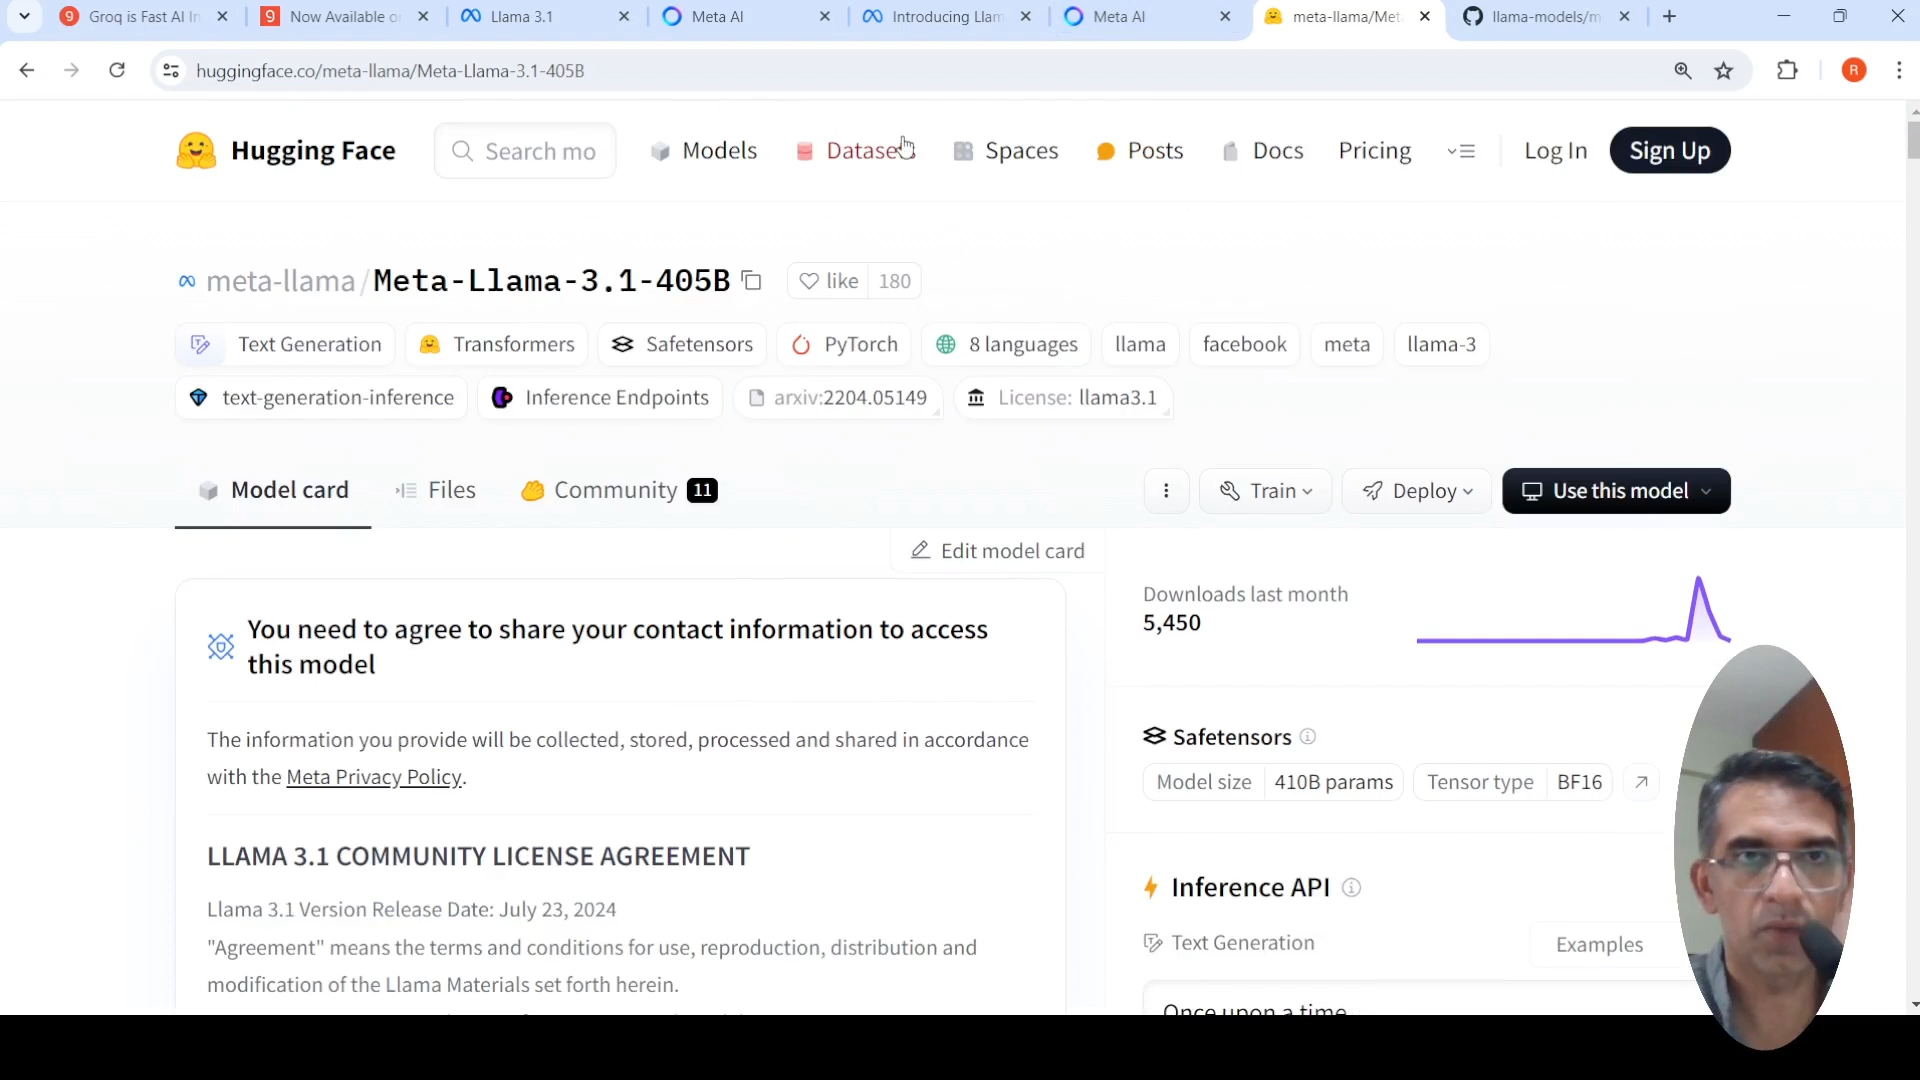 Groq is Fast AI In
Now Available o
Llama 3.1
Meta AI
Introducing Llam
Meta AI
meta-llama/Met
llama-models/m
huggingface.co/meta-llama/Meta-Llama-3.1-405B
R
Hugging Face
Search mo
Models
Datasets
Spaces
Posts
Docs
Pricing
Log In
Sign Up
meta-llama/Meta-Llama-3.1-405B
like 180
Text Generation
Transformers
Safetensors
PyTorch
8 languages
llama
facebook
meta
llama-3
text-generation-inference
Inference Endpoints
arxiv:2204.05149
License: llama3.1
Model card
Files
Community 11
Train
Deploy
Use this model
Edit model card
You need to agree to share your contact information to access
this model
The information you provide will be collected, stored, processed and shared in accordance
with the Meta Privacy Policy.
LLAMA 3.1 COMMUNITY LICENSE AGREEMENT
Llama 3.1 Version Release Date: July 23, 2024
"Agreement" means the terms and conditions for use, reproduction, distribution and
modification of the Llama Materials set forth herein.
Downloads last month
5,450
Safetensors
Model size 410B params
Tensor type BF16
Inference API
Text Generation
Examples
Once upon a time,